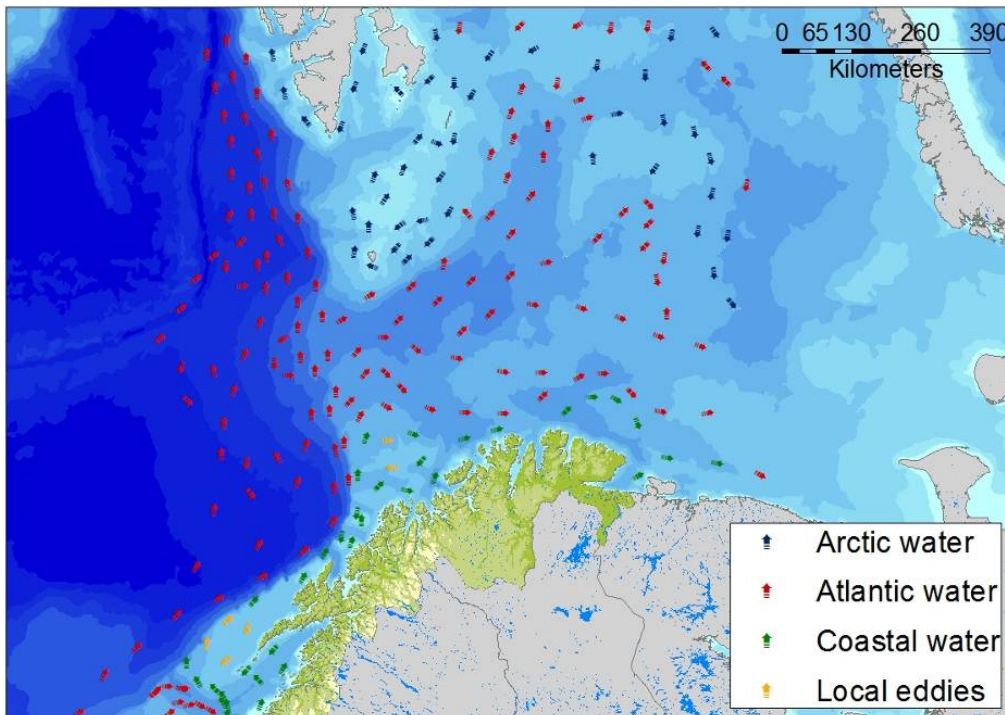 0 65 130 260 390
Kilometers
Arctic water
Atlantic water
Coastal water
Local eddies